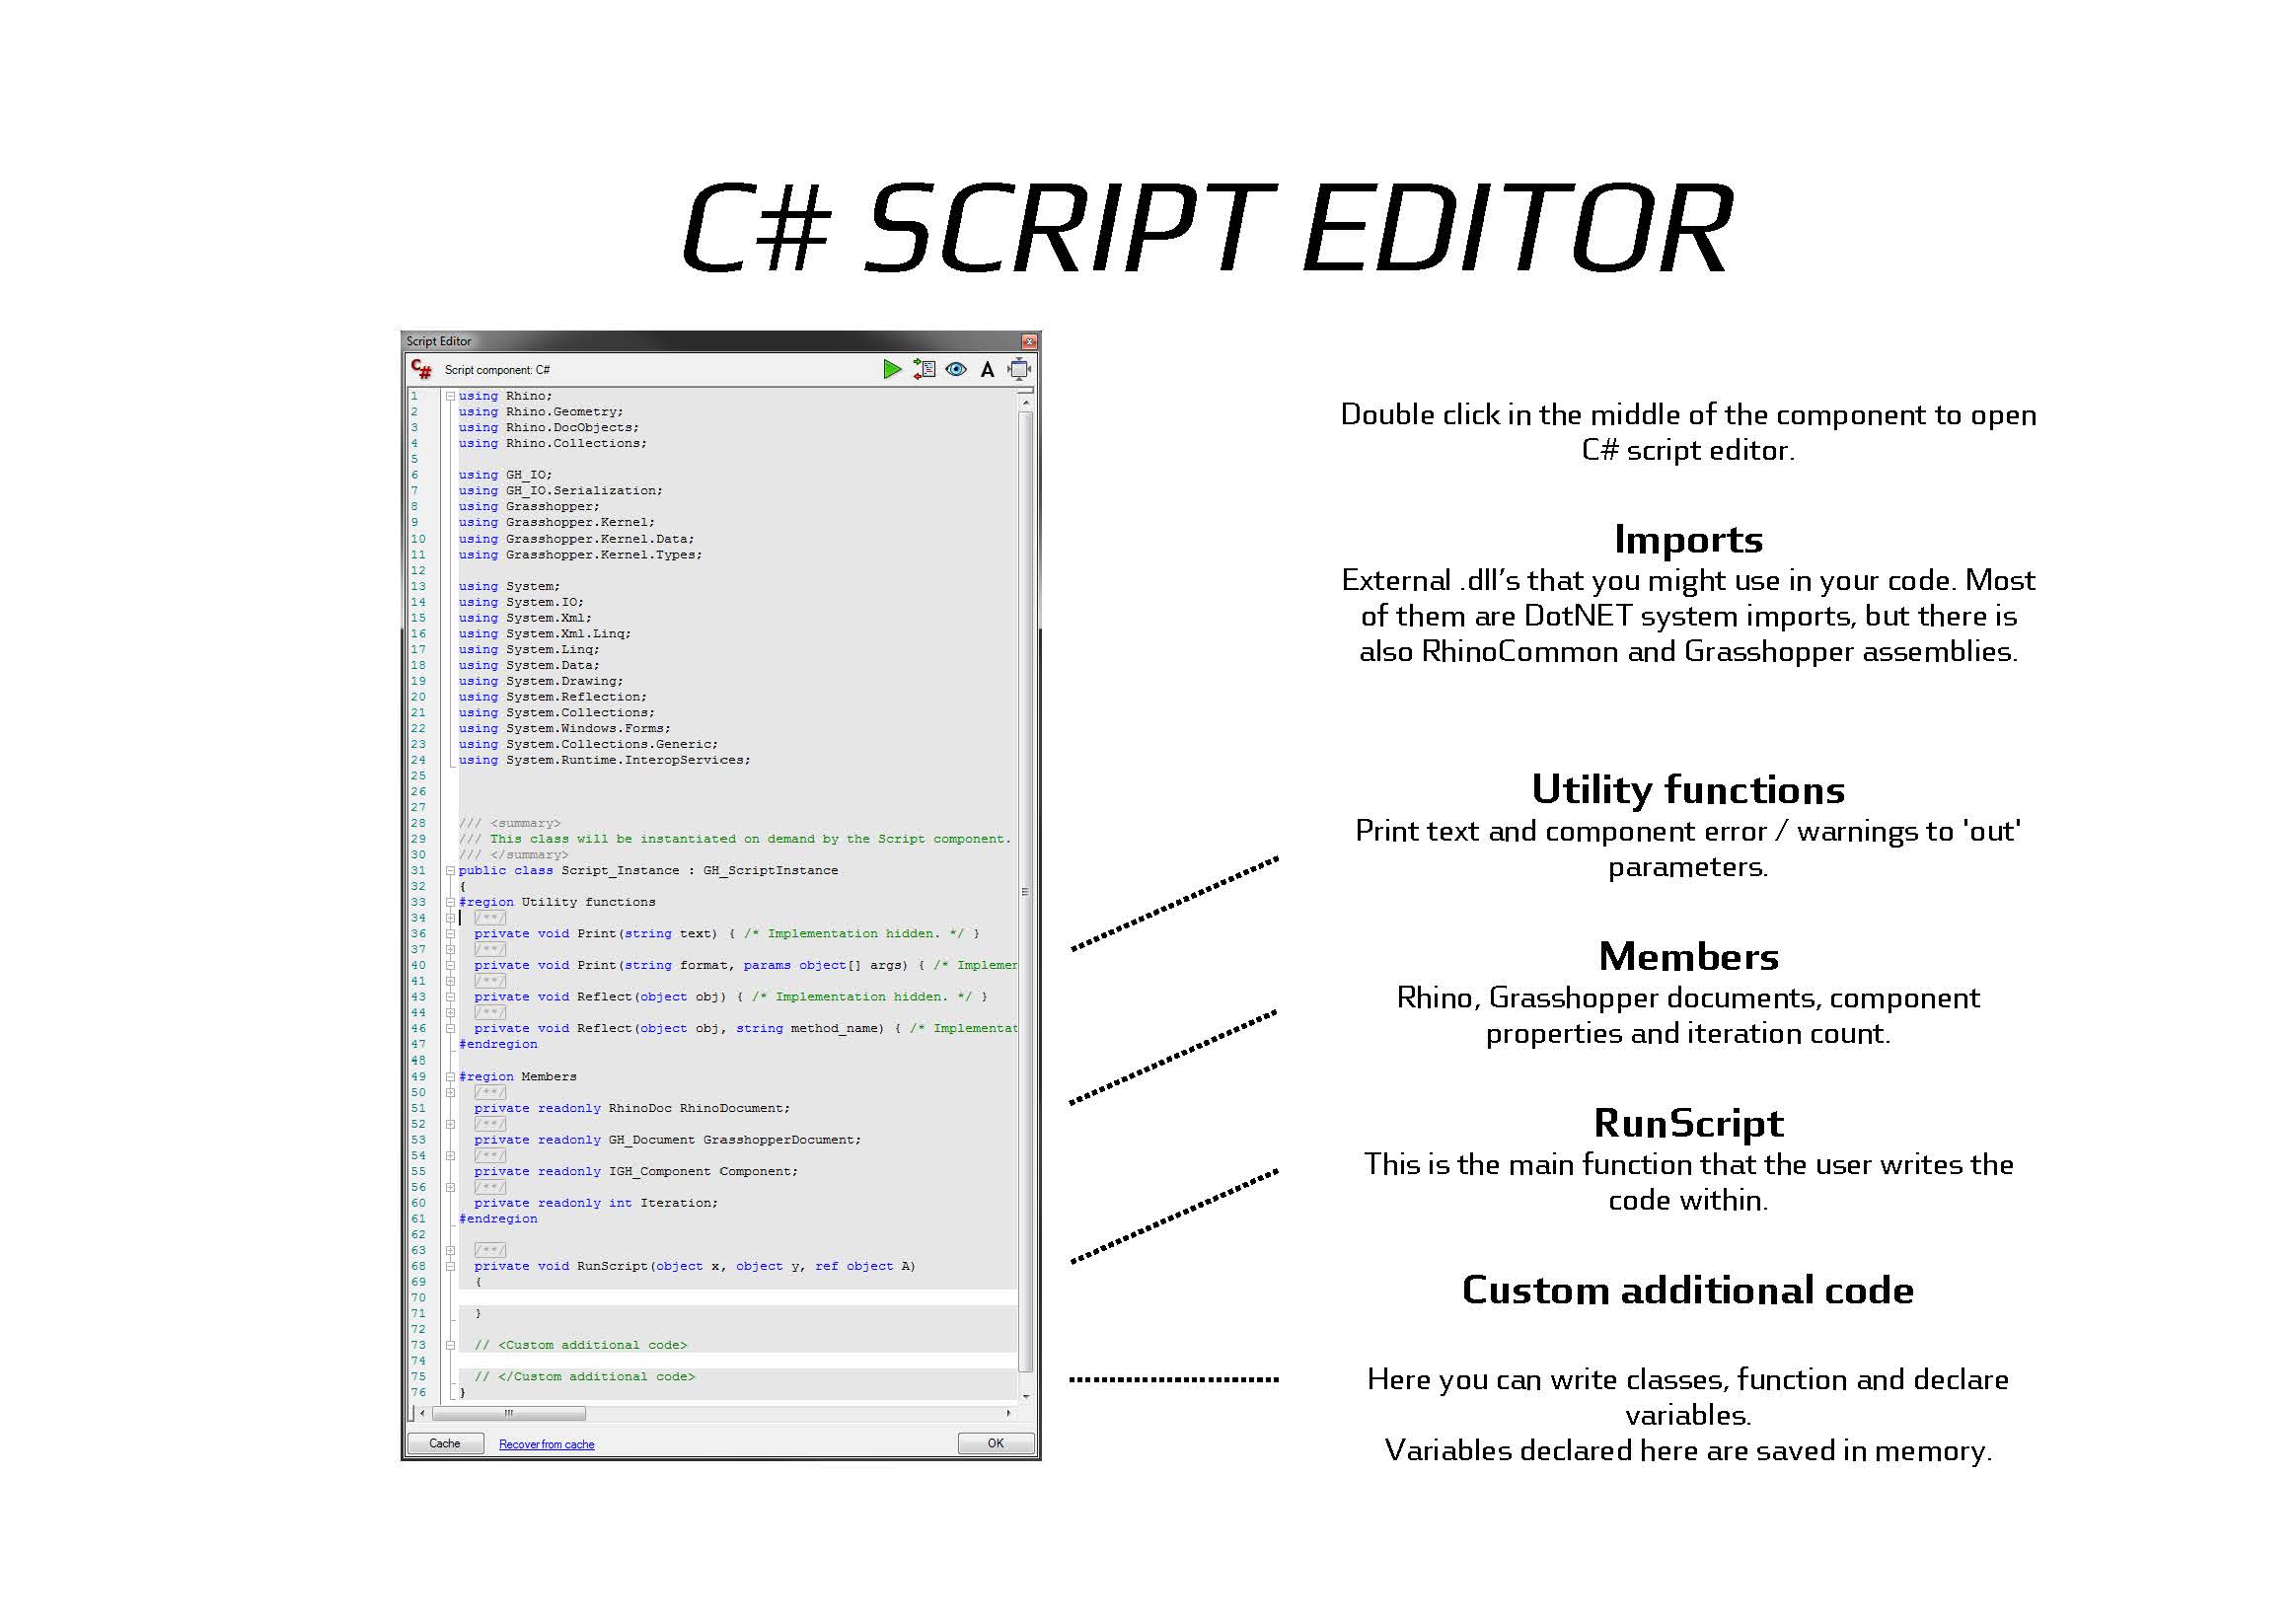 C# SCRIPT EDITOR
Script Editor
C# Script component: C# A
1 using Rhino;
2 using Rhino.Geometry;
3 using Rhino.DocObjects;
4 using Rhino.Collections;
5
6 using GH_IO;
7 using GH_IO.Serialization;
8 using Grasshopper;
9 using Grasshopper.Kernel;
10 using Grasshopper.Kernel.Data;
11 using Grasshopper.Kernel.Types;
12
13 using System;
14 using System.IO;
15 using System.Xml;
16 using System.Xml.Linq;
17 using System.Linq;
18 using System.Data;
19 using System.Drawing;
20 using System.Reflection;
21 using System.Collections;
22 using System.Windows.Forms;
23 using System.Collections.Generic;
24 using System.Runtime.InteropServices;
25
26
27
28 /// <summary>
29 /// This class will be instantiated on demand by the Script component.
30 /// </summary>
31 public class Script_Instance : GH_ScriptInstance
32 {
33 #region Utility functions
34 /**/
36 private void Print(string text) { /* Implementation hidden. */ }
37 /**/
40 private void Print(string format, params object[] args) { /* Implemen
41 /**/
43 private void Reflect(object obj) { /* Implementation hidden. */ }
44 /**/
46 private void Reflect(object obj, string method_name) { /* Implementat
47 #endregion
48
49 #region Members
50 /**/
51 private readonly RhinoDoc RhinoDocument;
52 /**/
53 private readonly GH_Document GrasshopperDocument;
54 /**/
55 private readonly IGH_Component Component;
56 /**/
60 private readonly int Iteration;
61 #endregion
62
63 /**/
68 private void RunScript(object x, object y, ref object A)
69 {
70
71 }
72
73 // <Custom additional code>
74
75 // </Custom additional code>
76 }
Cache Recover from cache OK
Double click in the middle of the component to open
C# script editor.
Imports
External .dll's that you might use in your code. Most
of them are DotNET system imports, but there is
also RhinoCommon and Grasshopper assemblies.
Utility functions
Print text and component error / warnings to 'out'
parameters.
Members
Rhino, Grasshopper documents, component
properties and iteration count.
RunScript
This is the main function that the user writes the
code within.
Custom additional code
Here you can write classes, function and declare
variables.
Variables declared here are saved in memory.